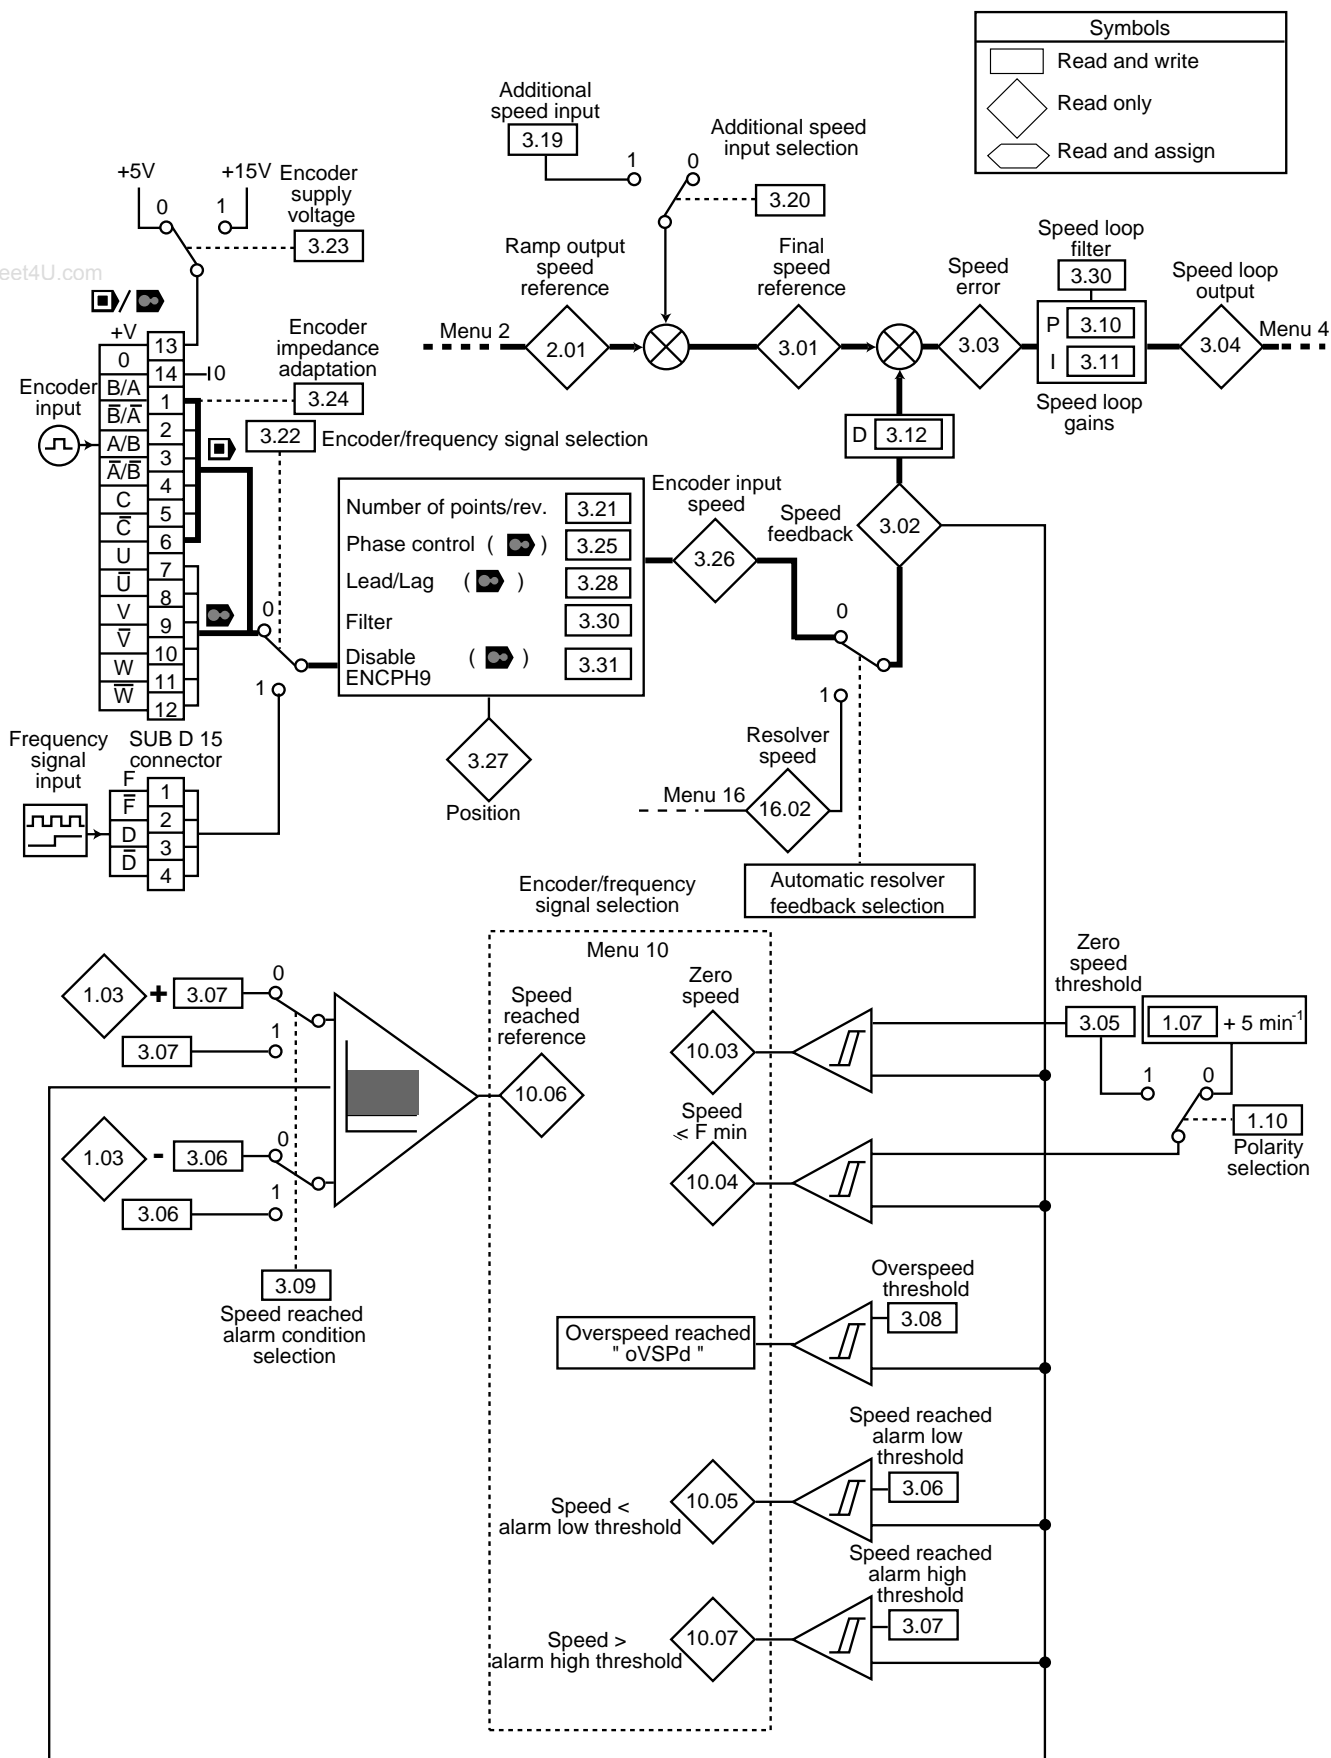 Symbols
Read and write
Read only
Read and assign
Additional
speed input
3.19
1
0
Additional speed
input selection
3.20
+5V
+15V
0
1
Encoder
supply
voltage
3.23
eet4U.com
Ramp output
speed
reference
Final
speed
reference
Speed
error
Speed loop
filter
3.30
Speed loop
output
Menu 2
2.01
3.01
3.03
P 3.10
I 3.11
3.04
Menu 4
Speed loop
gains
D 3.12
Encoder
impedance
adaptation
3.24
Encoder
input
+V
0
B/A
B̅/A̅
A/B
A̅/B̅
C
C̅
U
U̅
V
V̅
W
W̅
13
14
1
2
3
4
5
6
7
8
9
10
11
12
0
SUB D 15
connector
3.22
Encoder/frequency signal selection
0
1
Number of points/rev. 3.21
Phase control ( ) 3.25
Lead/Lag ( ) 3.28
Filter 3.30
Disable ( )
ENCPH9 3.31
Encoder input
speed
3.26
Speed
feedback
3.02
0
1
3.27
Position
Resolver
speed
Menu 16
16.02
Automatic resolver
feedback selection
Frequency
signal
input
F
F̅
D
D̅
1
2
3
4
Encoder/frequency
signal selection
Menu 10
1.03 + 3.07
0
1
3.07
1.03 - 3.06
0
1
3.06
3.09
Speed reached
alarm condition
selection
Speed
reached
reference
10.06
Zero
speed
10.03
Zero
speed
threshold
3.05
1.07 + 5 min-1
1
0
1.10
Polarity
selection
Speed
⩽ F min
10.04
Overspeed
threshold
3.08
Overspeed reached
" oVSPd "
Speed reached
alarm low
threshold
3.06
10.05
Speed <
alarm low threshold
Speed reached
alarm high
threshold
3.07
10.07
Speed >
alarm high threshold